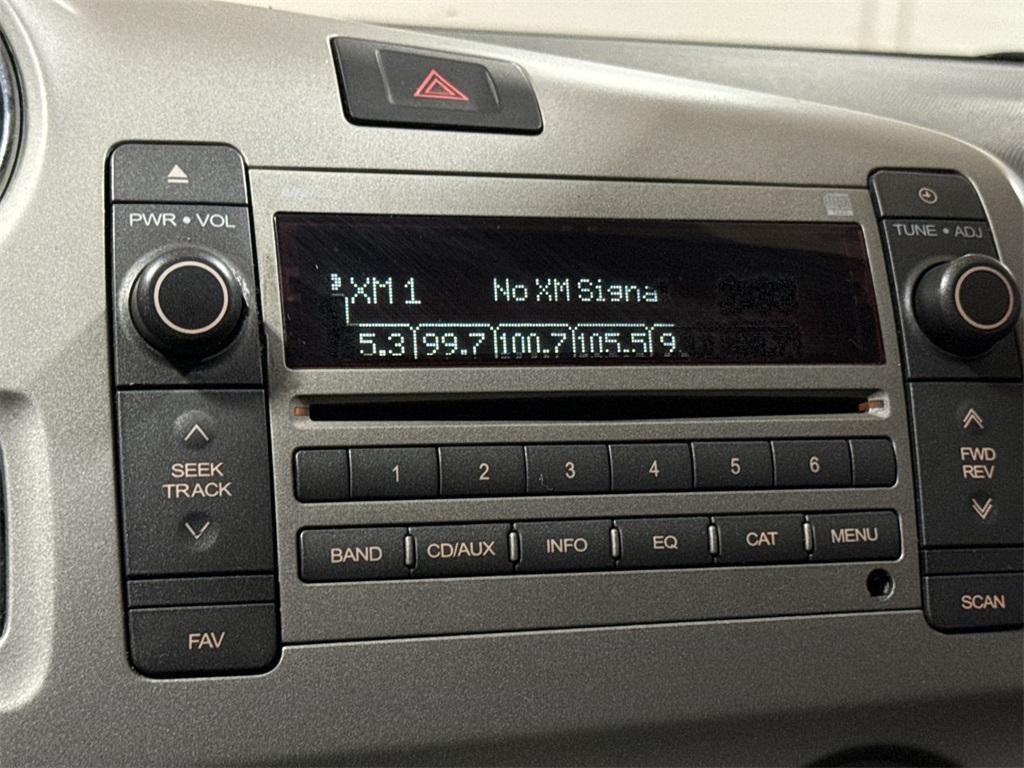 PWR • VOL
TUNE • ADJ
XM 1 No XM Signa
5.3 99.7 100.7 105.5 9
SEEK
TRACK
FWD
REV
1 2 3 4 5 6
BAND CD/AUX INFO EQ CAT MENU
FAV
SCAN